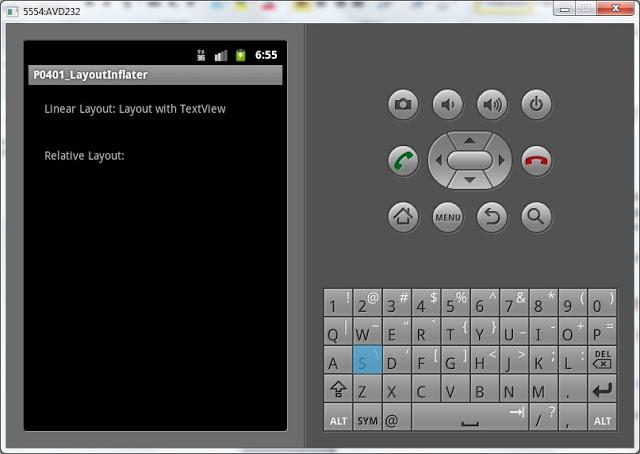 5554:AVD232
3G 6:55
P0401_LayoutInflater
Linear Layout: Layout with TextView
Relative Layout:
MENU
1 ! 2 @ 3 # 4 $ 5 % 6 ^ 7 & 8 * 9 ( 0 )
Q | W ~ E " R ` T { Y } U _ I - O + P =
A S \ D ' F [ G ] H < J > K ; L : DEL
Z X C V B N M .
ALT SYM @ / ? , ALT